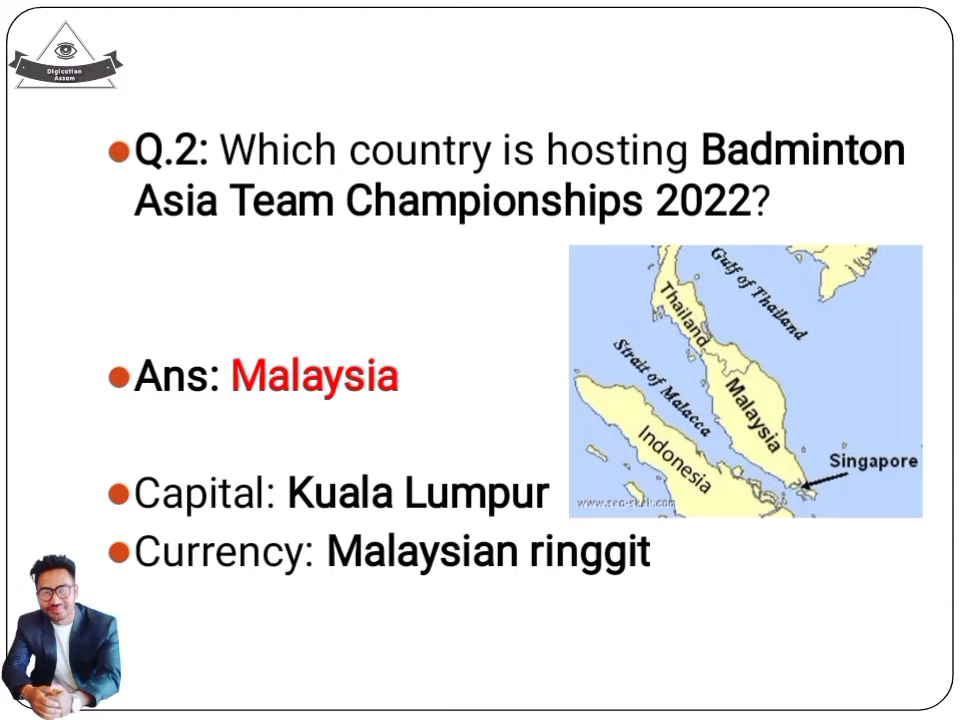 Digication
Assam
Q.2: Which country is hosting Badminton
Asia Team Championships 2022?
Gulf of Thailand
Thailand
Strait of Malacca
Ans: Malaysia
Malaysia
Indonesia
Singapore
Capital: Kuala Lumpur
Currency: Malaysian ringgit